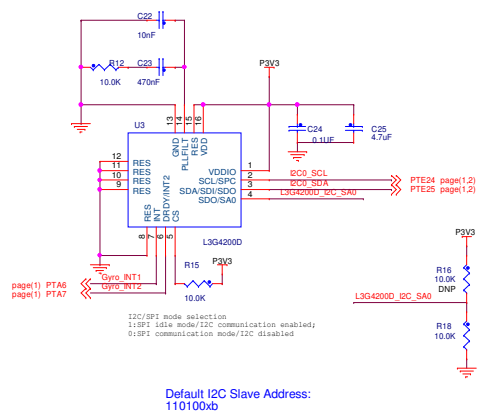 C22
10nF
R12
10.0K
C23
470nF
P3V3
U3
13
14
15
16
GND
PLLFILT
RES
VDD
C24
0.1UF
C25
4.7uF
12
11
10
9
RES
RES
RES
RES
VDDIO
SCL/SPC
SDA/SDI/SDO
SDO/SA0
1
2
3
4
I2C0_SCL
I2C0_SDA
L3G4200D_I2C_SA0
PTE24 page(1,2)
PTE25 page(1,2)
RES
INT
DRDY/INT2
CS
8
7
6
5
L3G4200D
page(1) PTA6
page(1) PTA7
Gyro_INT1
Gyro_INT2
R15
10.0K
P3V3
P3V3
R16
10.0K
DNP
L3G4200D_I2C_SA0
R18
10.0K
I2C/SPI mode selection
1:SPI idle mode/I2C communication enabled;
0:SPI communication mode/I2C disabled
Default I2C Slave Address:
110100xb